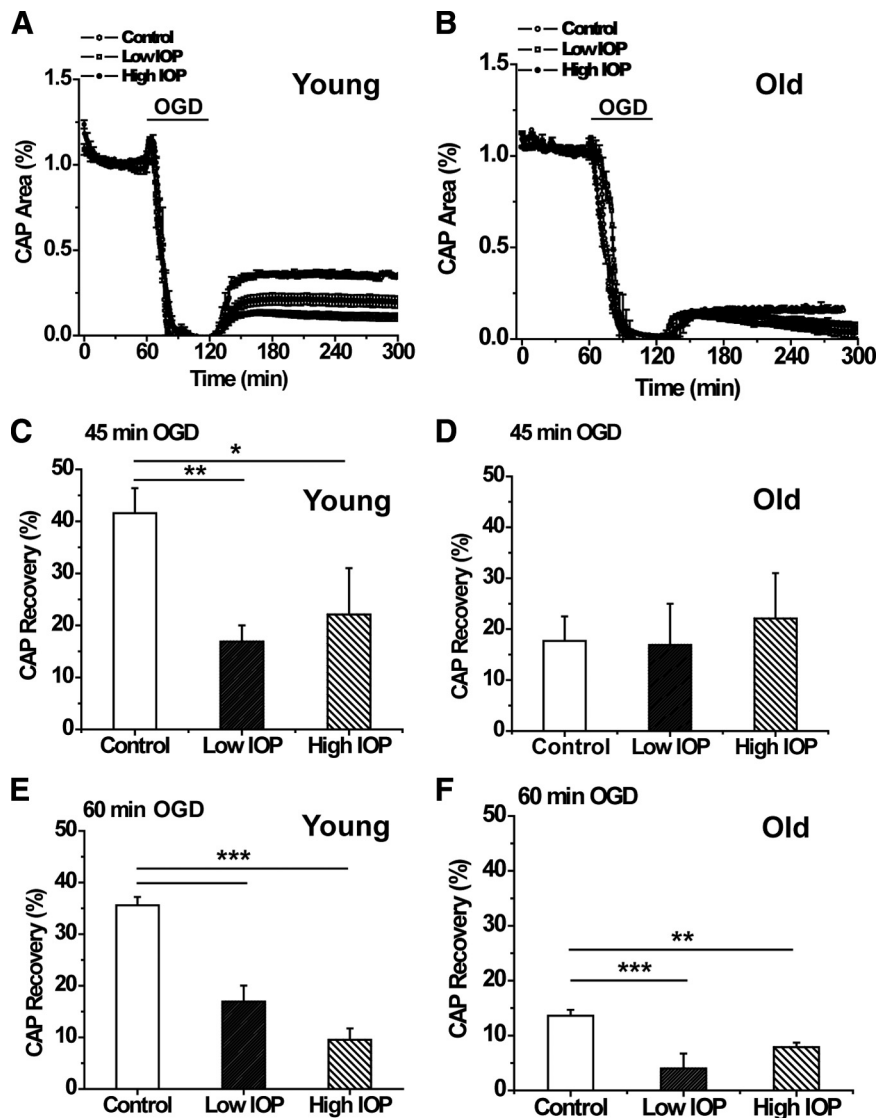 A
Control
Low IOP
High IOP
Young
OGD
1.5
1.0
0.5
0.0
CAP Area (%)
0 60 120 180 240 300
Time (min)
B
Control
Low IOP
High IOP
Old
OGD
1.5
1.0
0.5
0.0
CAP Area (%)
0 60 120 180 240 300
Time (min)
C
45 min OGD
Young
*
**
50
40
30
20
10
0
CAP Recovery (%)
Control Low IOP High IOP
D
45 min OGD
Old
50
40
30
20
10
0
CAP Recovery (%)
Control Low IOP High IOP
E
60 min OGD
Young
***
50
40
30
20
10
0
CAP Recovery (%)
Control Low IOP High IOP
F
60 min OGD
Old
**
***
50
40
30
20
10
0
CAP Recovery (%)
Control Low IOP High IOP